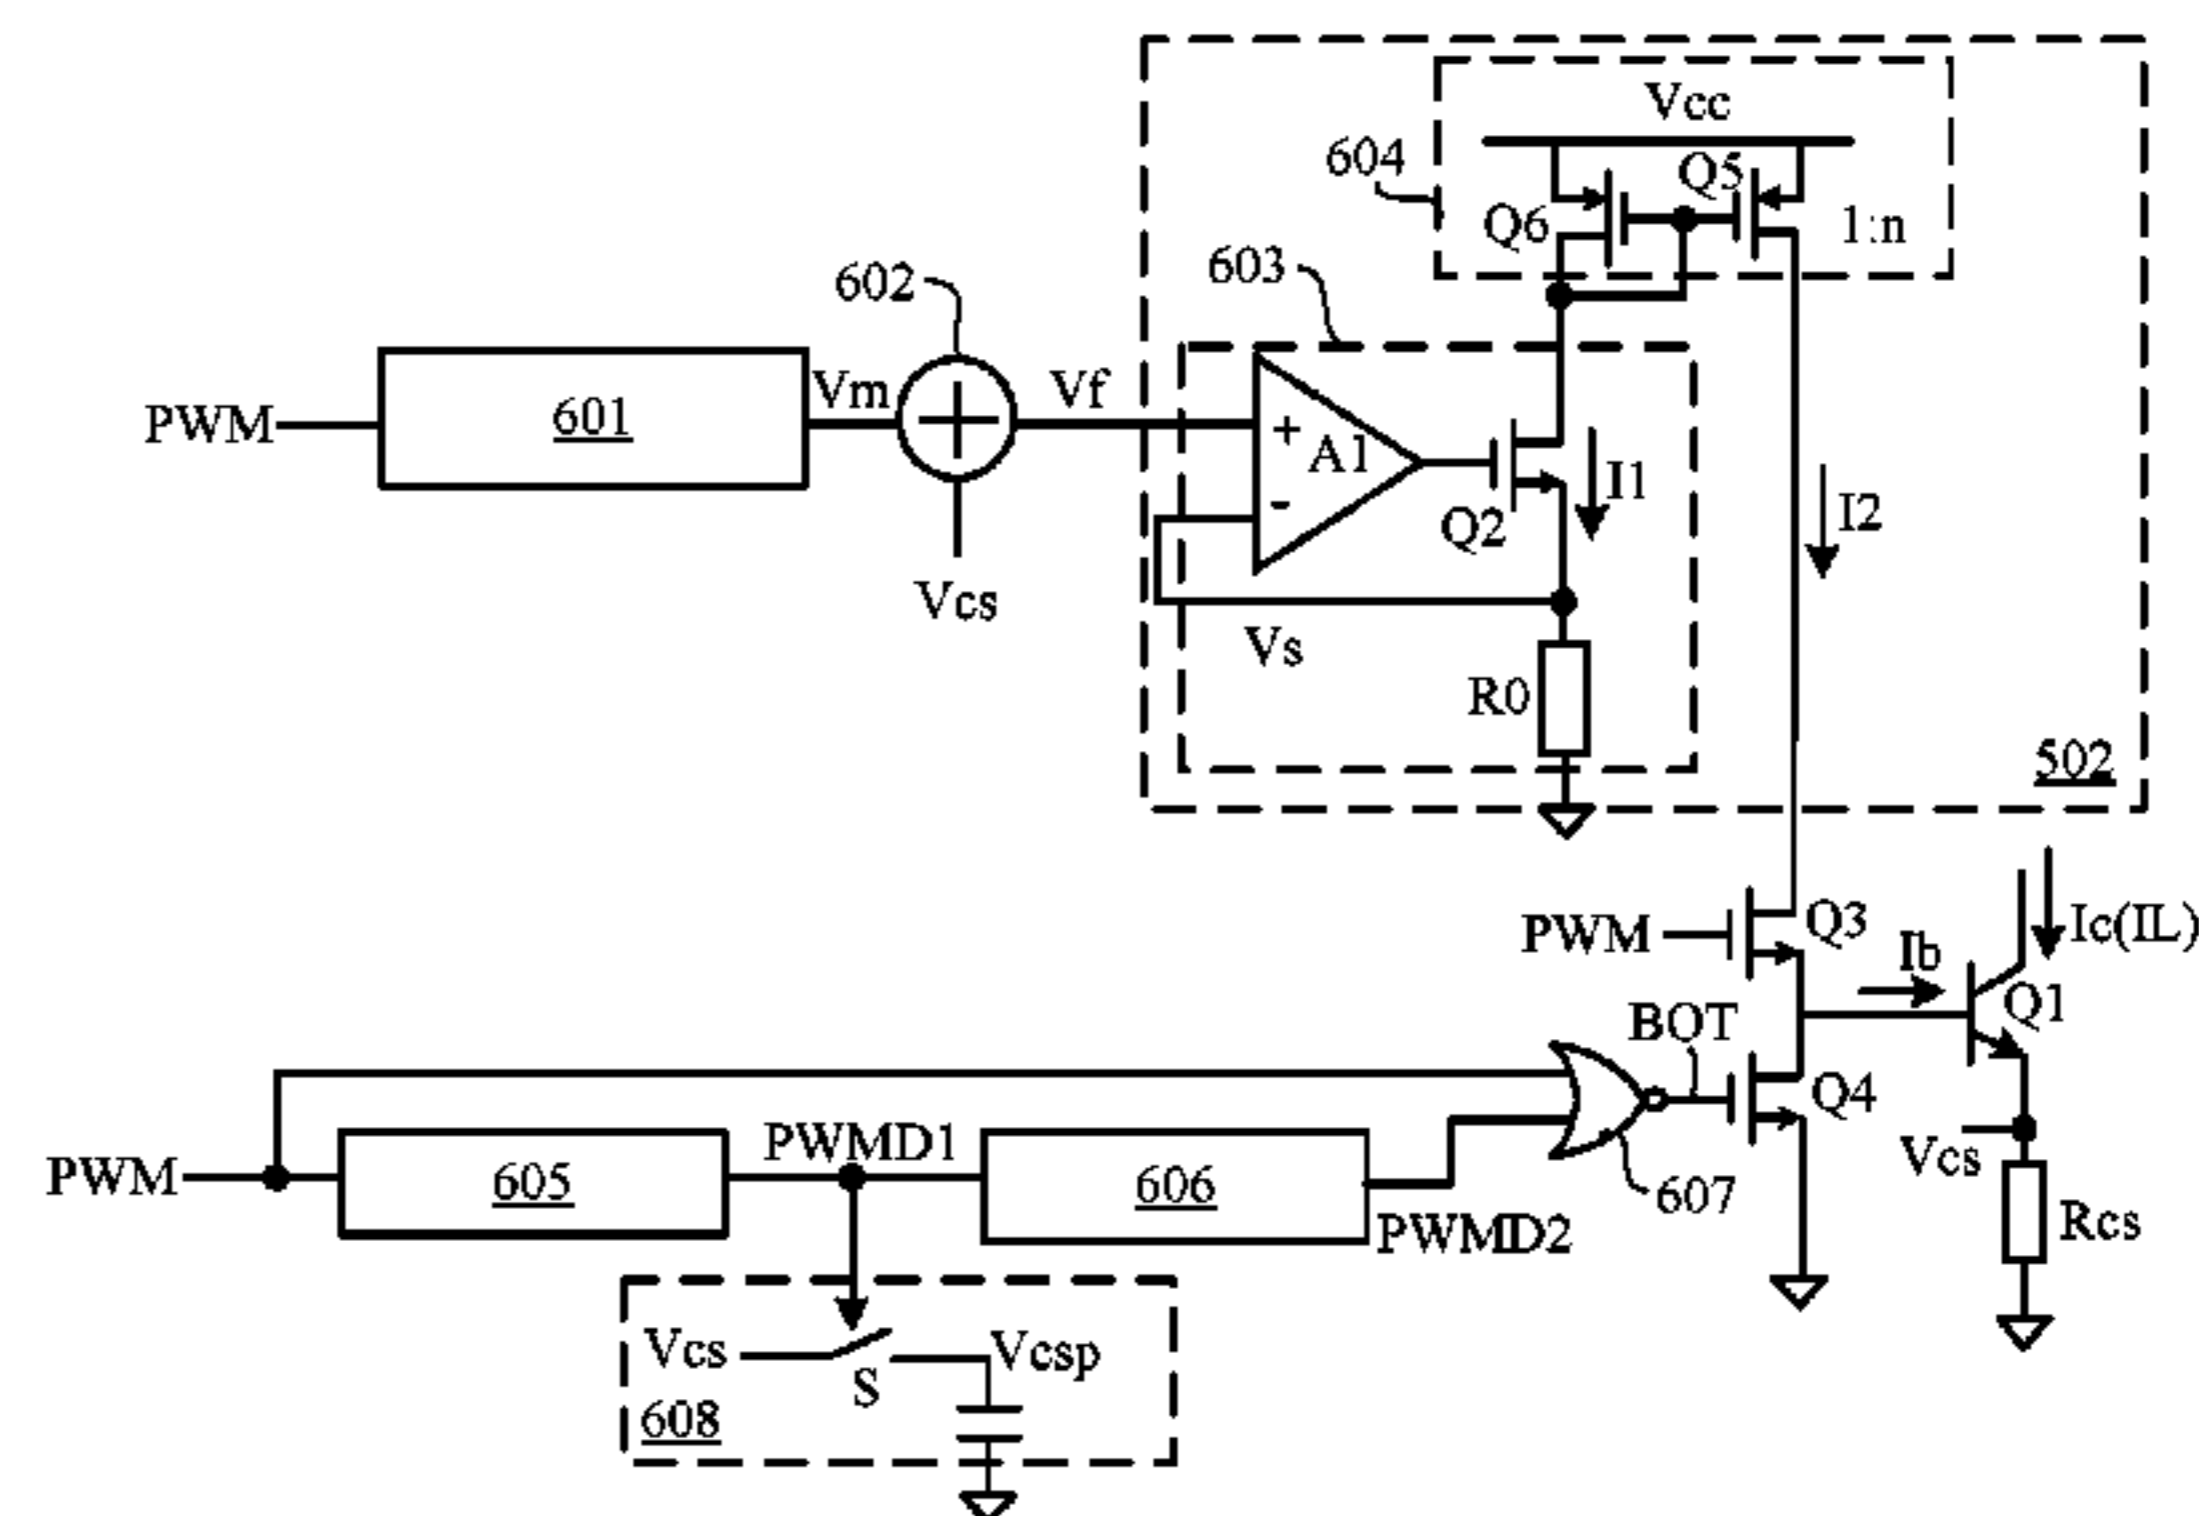 Vcc
604
Q5
Q6
1:n
603
602
PWM
601
Vm
Vf
+
A1
-
Q2
I1
I2
Vcs
Vs
R0
502
PWM
Q3
Ic(IL)
Ib
Q1
BOT
Q4
PWM
605
PWMD1
606
PWMD2
607
Vcs
Rcs
Vcs
S
Vcsp
608